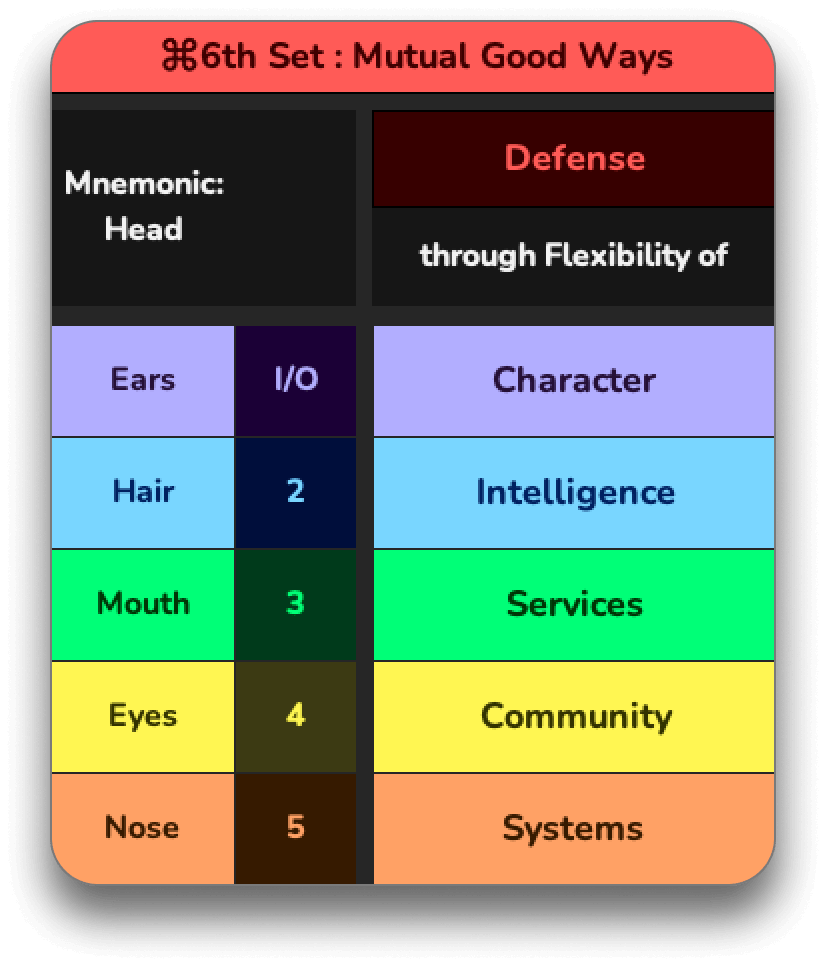 ⌘6th Set : Mutual Good Ways
Mnemonic:
Head
Defense
through Flexibility of
Ears I/O Character
Hair 2 Intelligence
Mouth 3 Services
Eyes 4 Community
Nose 5 Systems